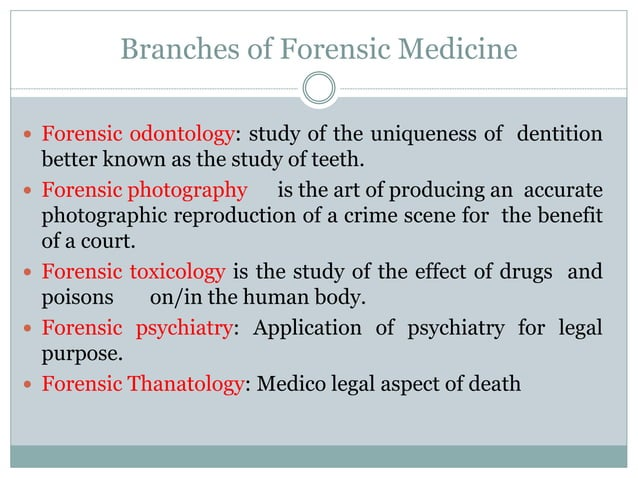 Branches of Forensic Medicine
Forensic odontology: study of the uniqueness of dentition
better known as the study of teeth.
Forensic photography is the art of producing an accurate
photographic reproduction of a crime scene for the benefit
of a court.
Forensic toxicology is the study of the effect of drugs and
poisons on/in the human body.
Forensic psychiatry: Application of psychiatry for legal
purpose.
Forensic Thanatology: Medico legal aspect of death